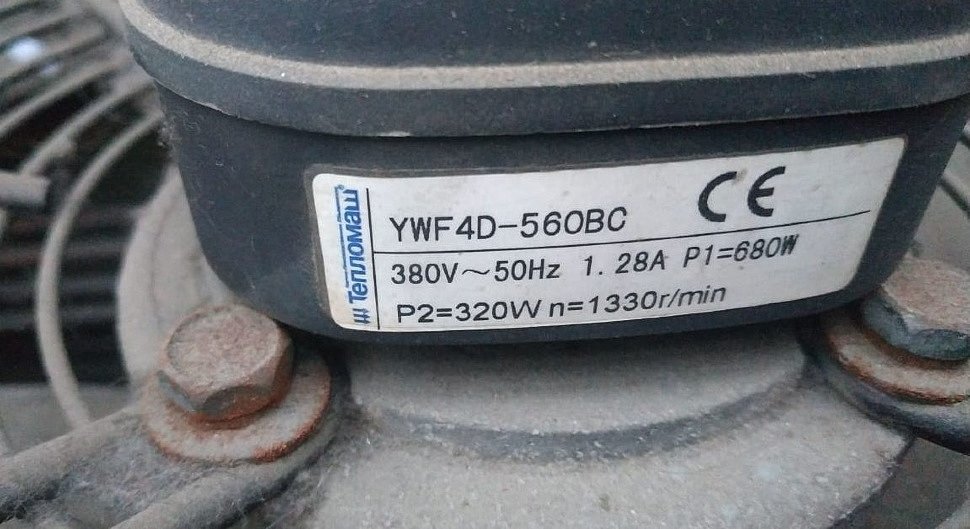 Тепломаш
YWF4D-560BC CE
380V~50Hz 1.28A P1=680W
P2=320W n=1330r/min